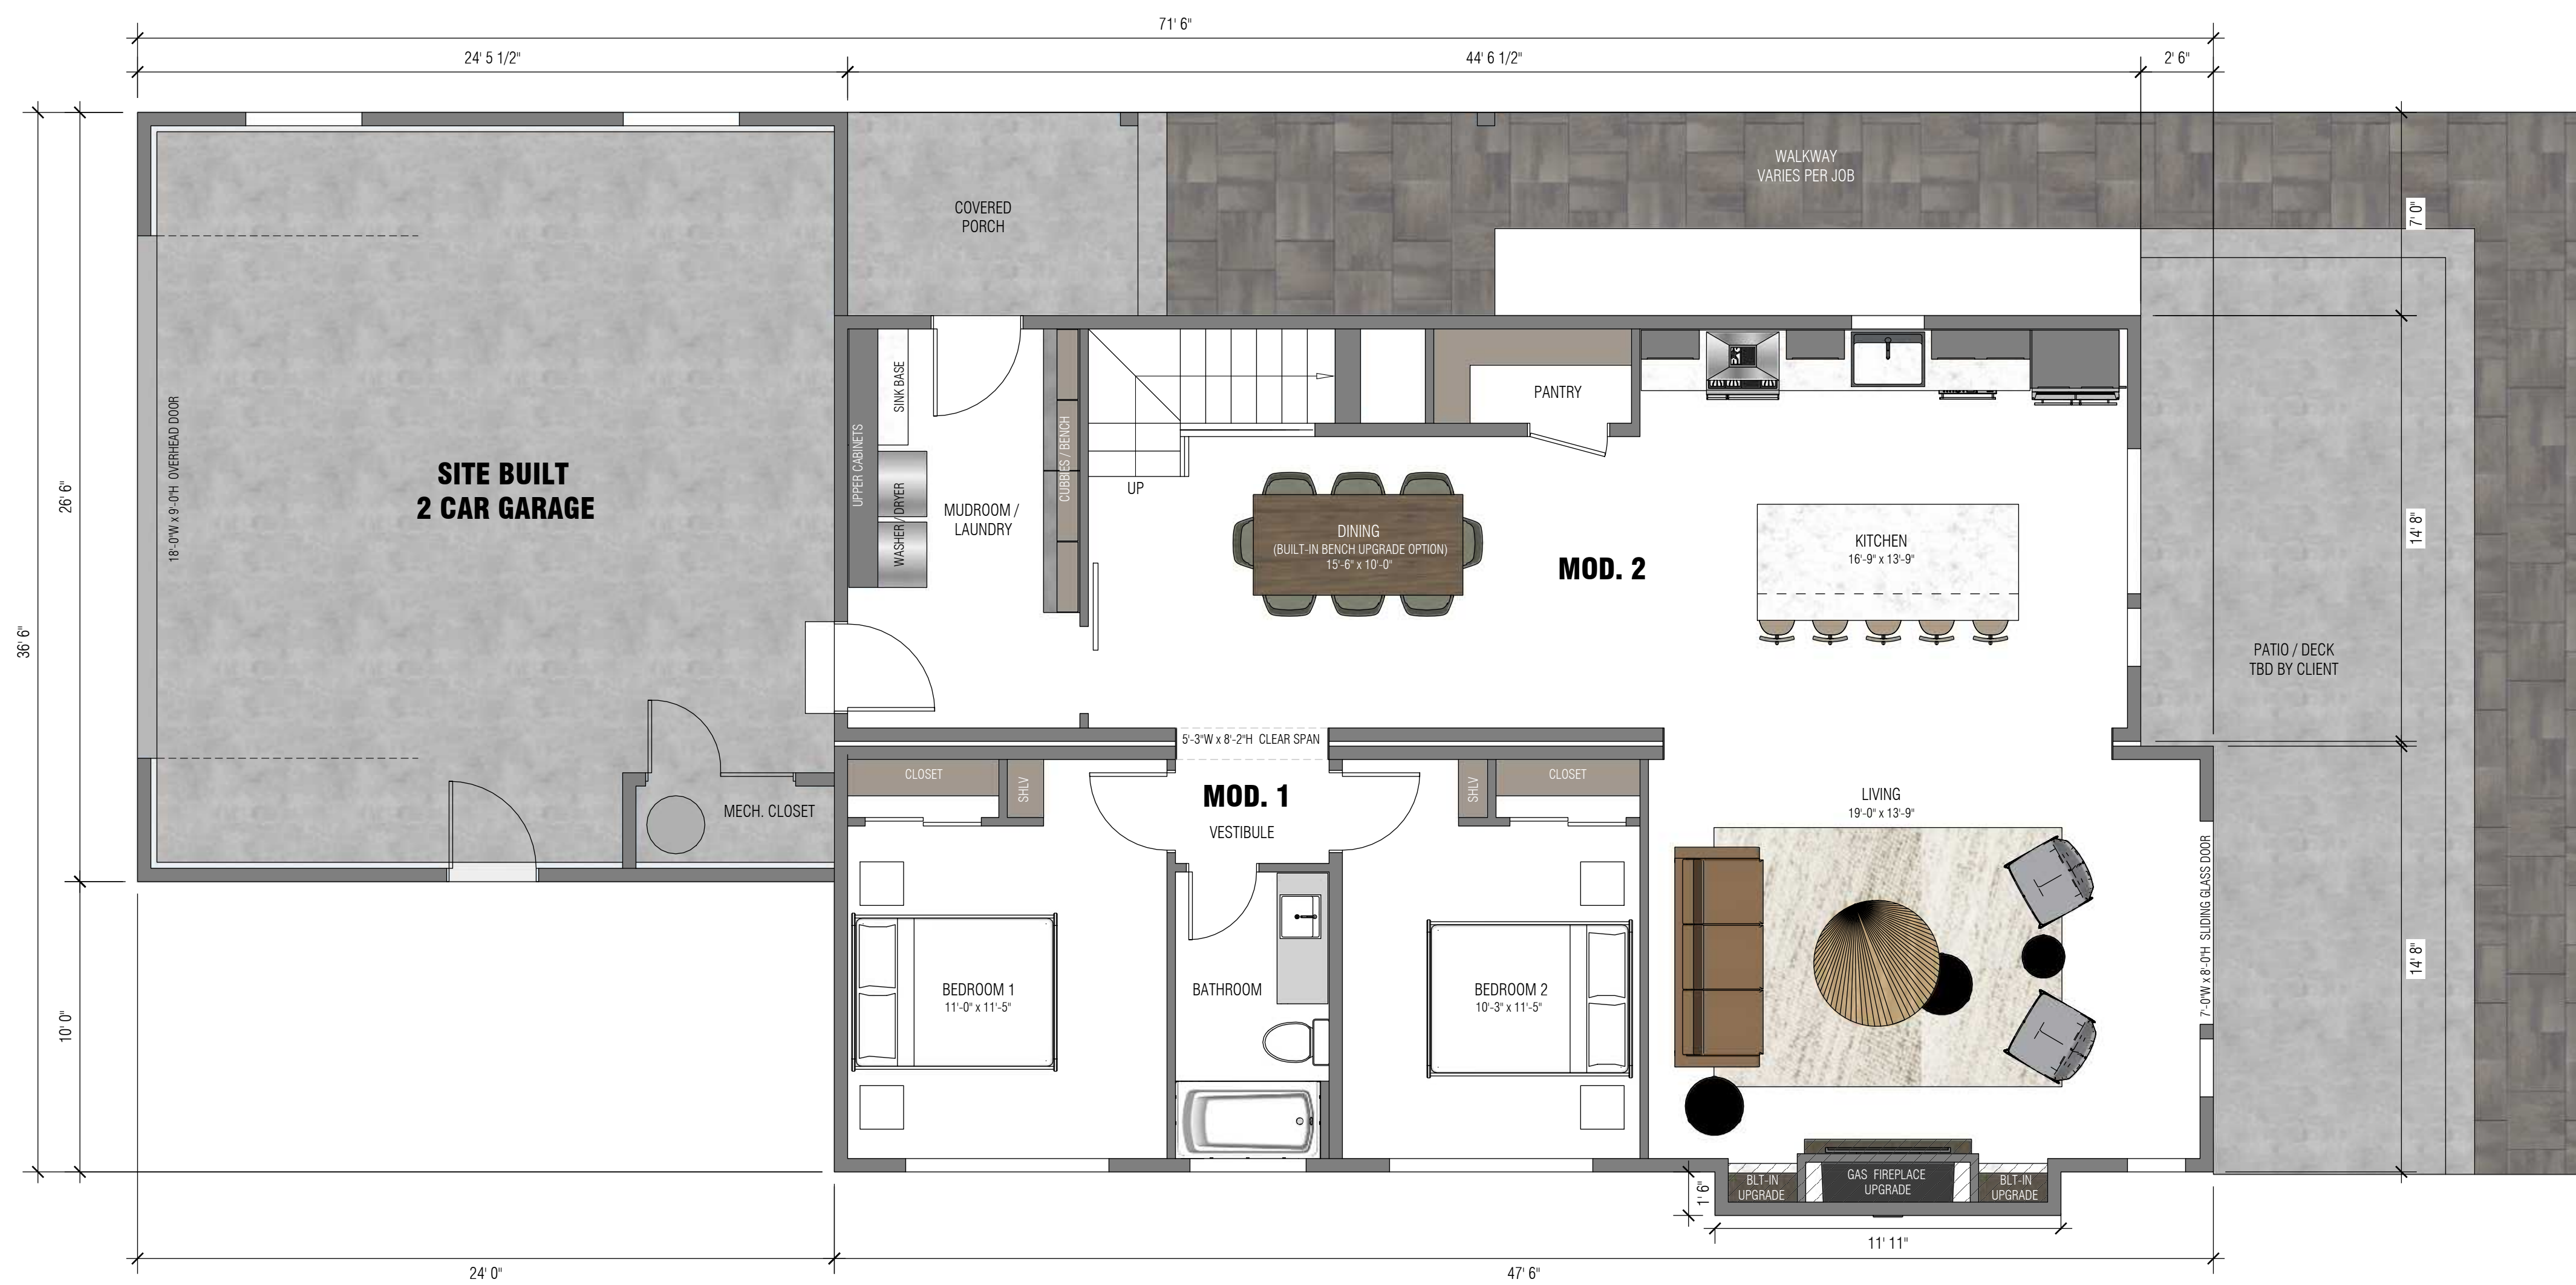 71' 6"
24' 5 1/2"
44' 6 1/2"
2' 6"
WALKWAY
VARIES PER JOB
COVERED
PORCH
7' 0"
26' 6"
36' 6"
10' 0"
18'-0"W x 9'-0"H OVERHEAD DOOR
SITE BUILT
2 CAR GARAGE
MECH. CLOSET
UPPER CABINETS
SINK BASE
WASHER / DRYER
MUDROOM /
LAUNDRY
CUBBIES / BENCH
UP
PANTRY
DINING
(BUILT-IN BENCH UPGRADE OPTION)
15'-6" x 10'-0"
MOD. 2
KITCHEN
16'-9" x 13'-9"
14' 8"
PATIO / DECK
TBD BY CLIENT
5'-3"W x 8'-2"H CLEAR SPAN
CLOSET
SHLV
MOD. 1
VESTIBULE
SHLV
CLOSET
LIVING
19'-0" x 13'-9"
7'-0"W x 8'-0"H SLIDING GLASS DOOR
14' 8"
BEDROOM 1
11'-0" x 11'-5"
BATHROOM
BEDROOM 2
10'-3" x 11'-5"
BLT-IN
UPGRADE
GAS FIREPLACE
UPGRADE
BLT-IN
UPGRADE
1' 6"
11' 11"
24' 0"
47' 6"